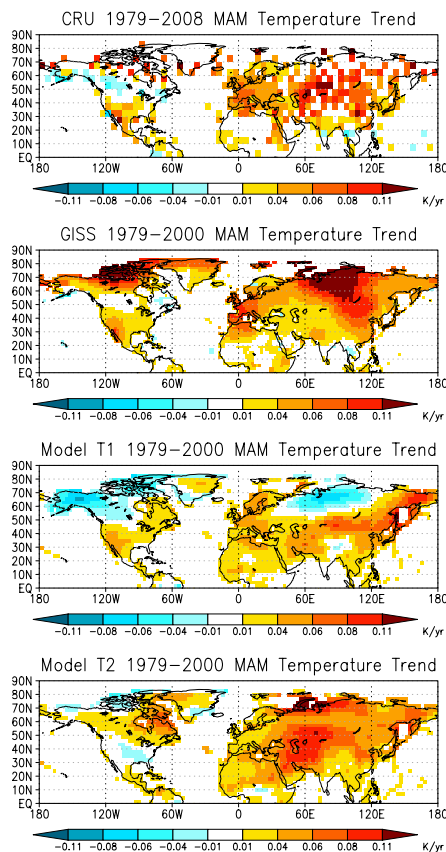 CRU 1979-2008 MAM Temperature Trend
90N
80N
70N
60N
50N
40N
30N
20N
10N
EQ
180 120W 60W 0 60E 120E 180
-0.11 -0.08 -0.06 -0.04 -0.01 0.01 0.04 0.06 0.08 0.11 K/yr
GISS 1979-2000 MAM Temperature Trend
90N
80N
70N
60N
50N
40N
30N
20N
10N
EQ
180 120W 60W 0 60E 120E 180
-0.11 -0.08 -0.06 -0.04 -0.01 0.01 0.04 0.06 0.08 0.11 K/yr
Model T1 1979-2000 MAM Temperature Trend
90N
80N
70N
60N
50N
40N
30N
20N
10N
EQ
180 120W 60W 0 60E 120E 180
-0.11 -0.08 -0.06 -0.04 -0.01 0.01 0.04 0.06 0.08 0.11 K/yr
Model T2 1979-2000 MAM Temperature Trend
90N
80N
70N
60N
50N
40N
30N
20N
10N
EQ
180 120W 60W 0 60E 120E 180
-0.11 -0.08 -0.06 -0.04 -0.01 0.01 0.04 0.06 0.08 0.11 K/yr